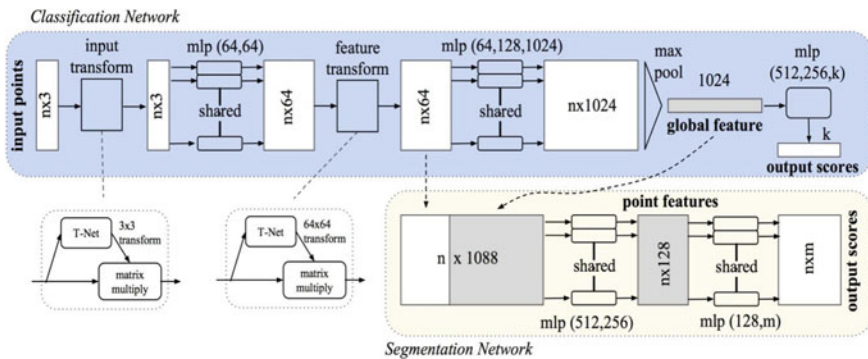 Classification Network
input points
nx3
input
transform
nx3
mlp (64,64)
shared
nx64
feature
transform
nx64
mlp (64,128,1024)
shared
nx1024
max
pool
1024
global feature
mlp
(512,256,k)
k
output scores
T-Net
3x3
transform
matrix
multiply
T-Net
64x64
transform
matrix
multiply
point features
n x 1088
shared
mlp (512,256)
nx128
shared
mlp (128,m)
nxm
output scores
Segmentation Network